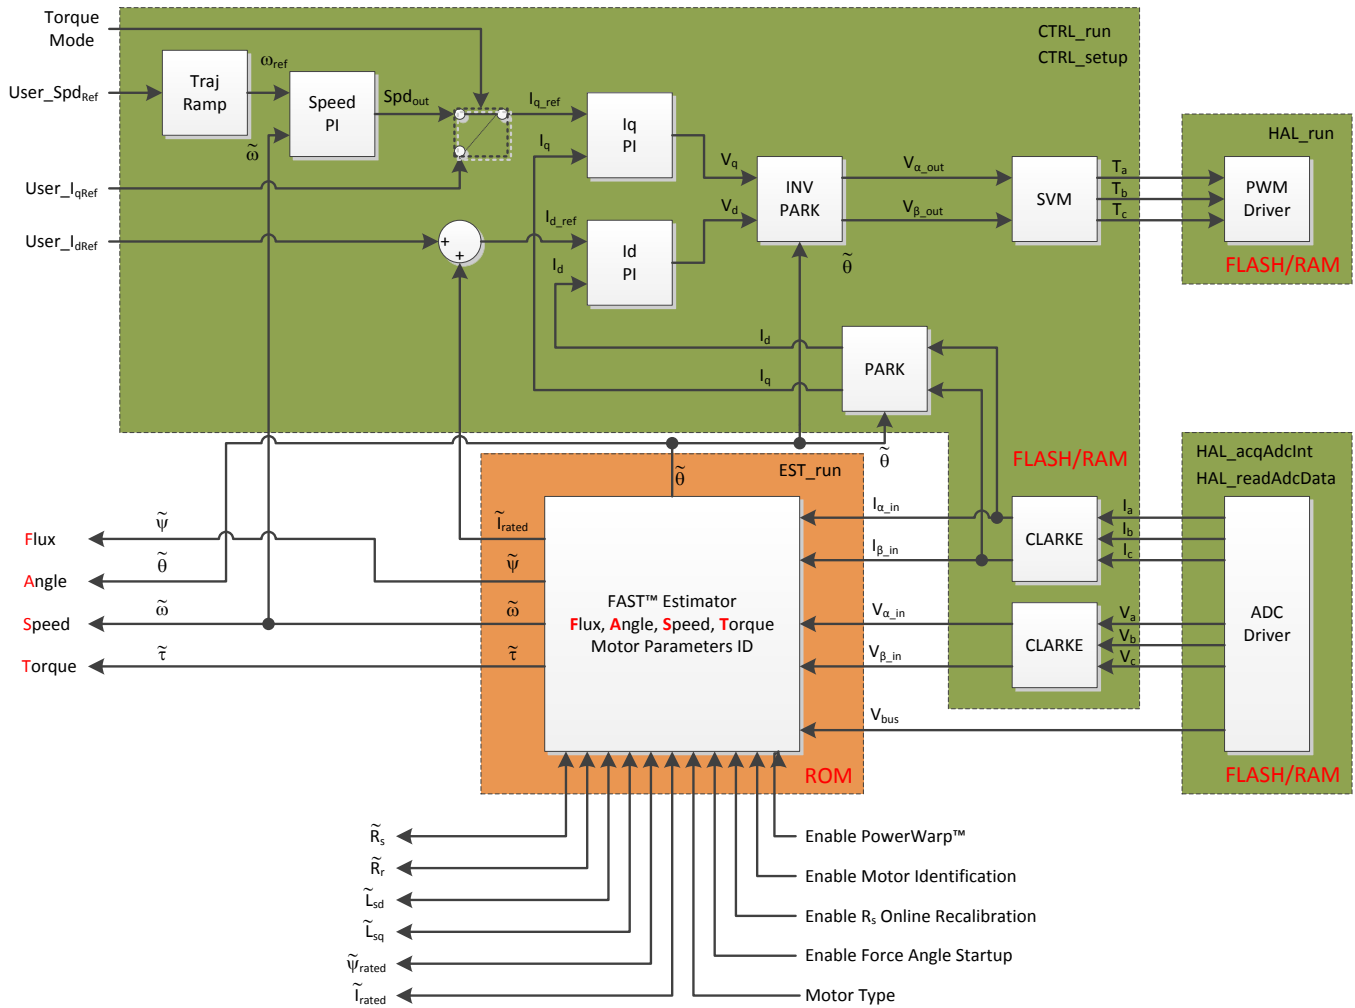 Torque
Mode
CTRL_run
CTRL_setup
User_SpdRef
Traj
Ramp
ωref
Speed
PI
Spdout
ω̃
Iq_ref
Iq
Iq
PI
Vq
Vd
INV
PARK
Vα_out
Vβ_out
SVM
Ta
Tb
Tc
HAL_run
PWM
Driver
FLASH/RAM
User_IqRef
User_IdRef
+
+
Id_ref
Id
Id
PI
θ̃
Id
Iq
PARK
θ̃
FLASH/RAM
EST_run
θ̃
HAL_acqAdcInt
HAL_readAdcData
Flux
ψ̃
Angle
θ̃
Speed
ω̃
Torque
τ̃
Ĩrated
ψ̃
ω̃
τ̃
FAST™ Estimator
Flux, Angle, Speed, Torque
Motor Parameters ID
Iα_in
Iβ_in
Vα_in
Vβ_in
Vbus
CLARKE
CLARKE
Ia
Ib
Ic
Va
Vb
Vc
ADC
Driver
ROM
FLASH/RAM
R̃s
R̃r
L̃sd
L̃sq
ψ̃rated
Ĩrated
Enable PowerWarp™
Enable Motor Identification
Enable Rs Online Recalibration
Enable Force Angle Startup
Motor Type